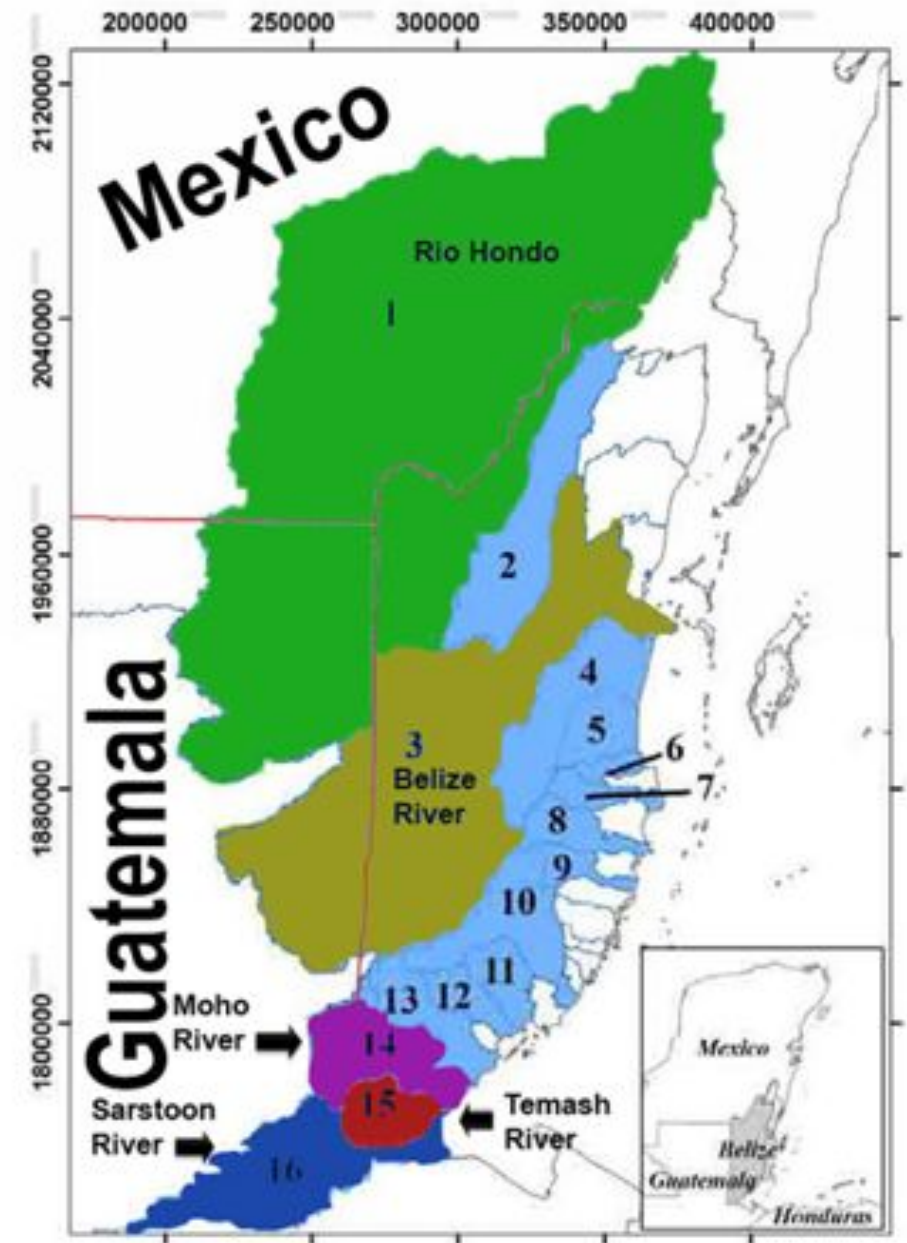 200000 250000 300000 350000 400000
2120000
2040000
1960000
1880000
1800000
Mexico
Rio Hondo
1
2
Guatemala
3
Belize
River
4
5
6
7
8
9
10
11
12
13
Moho
River
14
Sarstoon
River
15
Temash
River
16
Mexico
Belize
Guatemala
Honduras